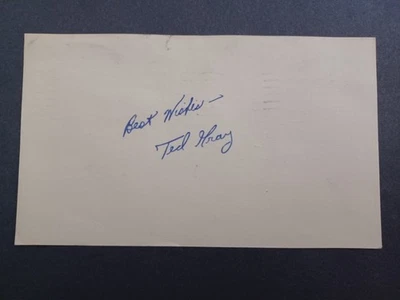 Best Wishes –
Ted Gray